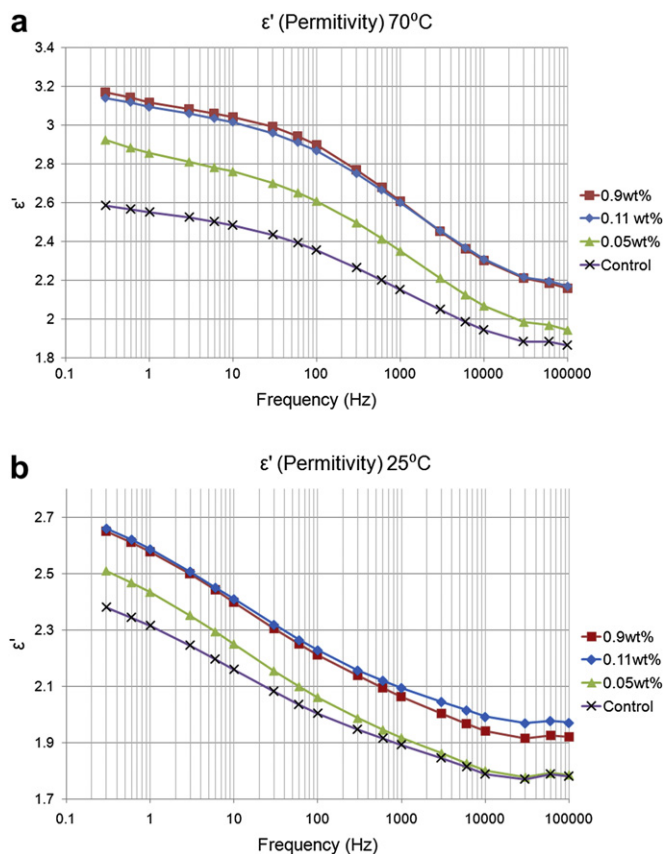 a
ε' (Permitivity) 70⁰C
3.4
3.2
3
2.8
2.6
2.4
2.2
2
1.8
ε'
0.1
1
10
100
1000
10000
100000
Frequency (Hz)
0.9wt%
0.11 wt%
0.05wt%
Control
b
ε' (Permitivity) 25⁰C
2.7
2.5
2.3
2.1
1.9
1.7
ε'
0.1
1
10
100
1000
10000
100000
Frequency (Hz)
0.9wt%
0.11wt%
0.05wt%
Control